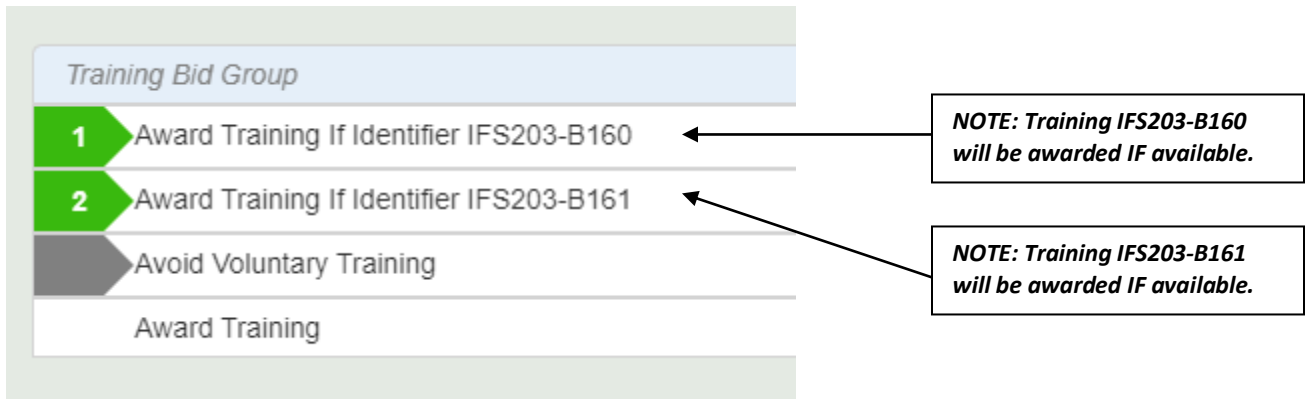 Training Bid Group
1 Award Training If Identifier IFS203-B160
2 Award Training If Identifier IFS203-B161
Avoid Voluntary Training
Award Training
NOTE: Training IFS203-B160
will be awarded IF available.
NOTE: Training IFS203-B161
will be awarded IF available.